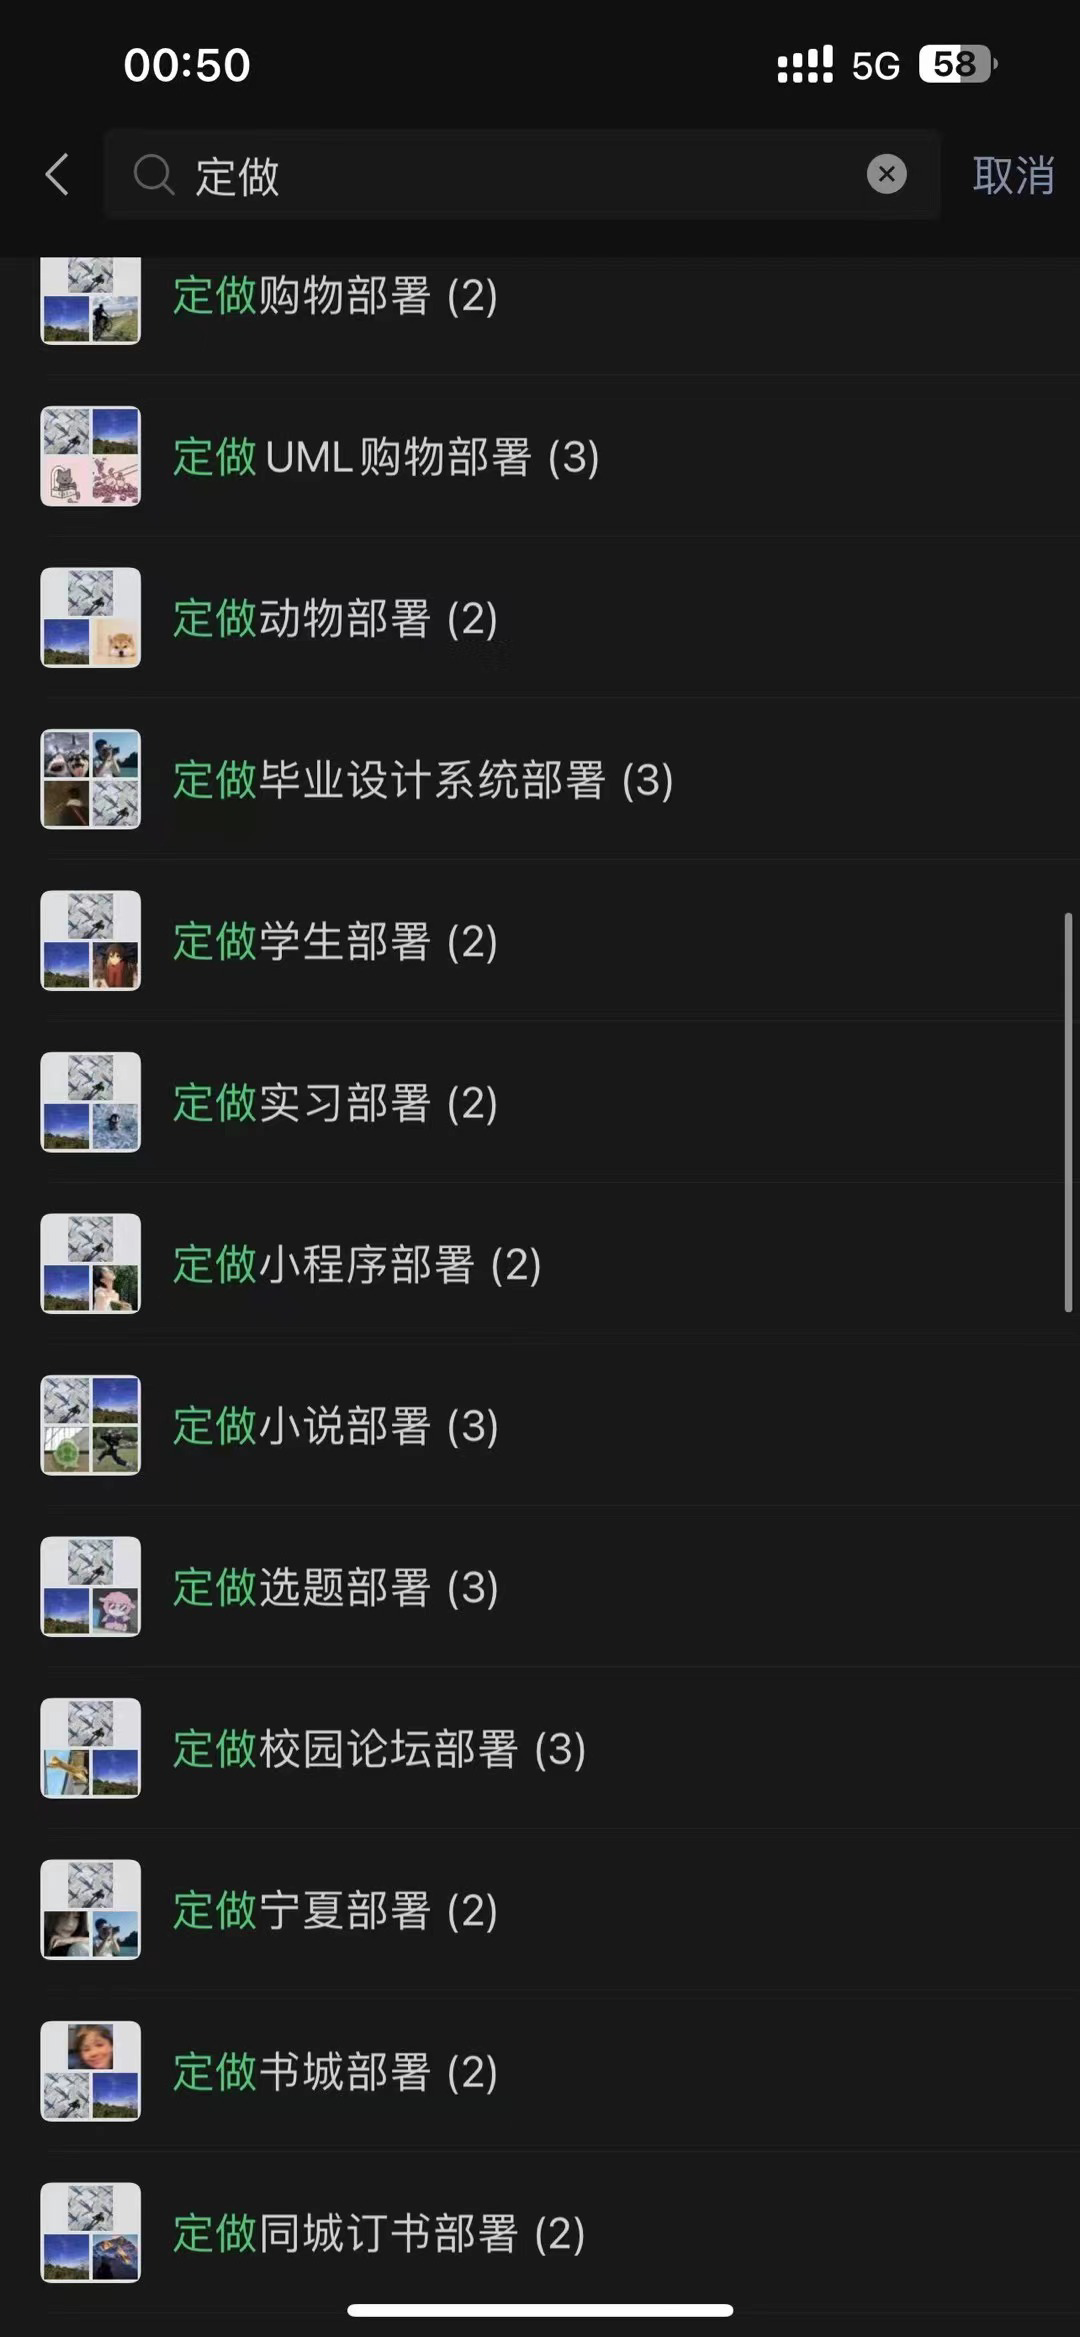 00:50
5G 58
定做
取消
定做购物部署 (2)
定做UML购物部署 (3)
定做动物部署 (2)
定做毕业设计系统部署 (3)
定做学生部署 (2)
定做实习部署 (2)
定做小程序部署 (2)
定做小说部署 (3)
定做选题部署 (3)
定做校园论坛部署 (3)
定做宁夏部署 (2)
定做书城部署 (2)
定做同城订书部署 (2)